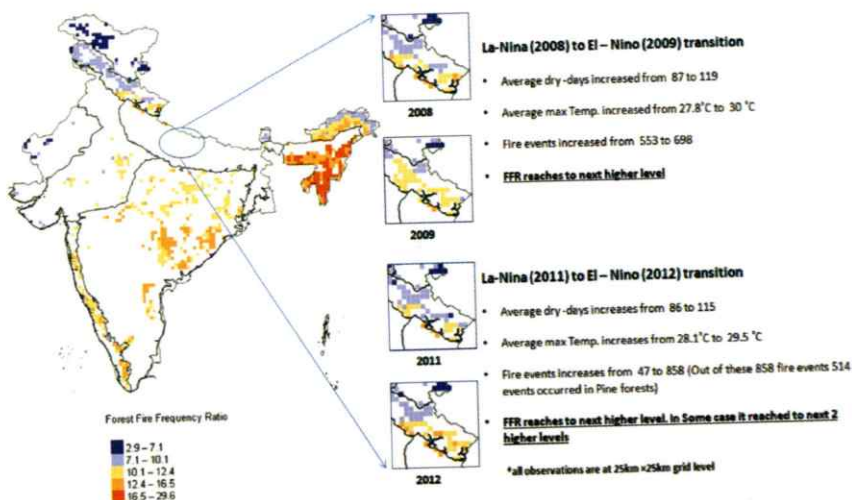 La-Nina (2008) to El – Nino (2009) transition
• Average dry -days increased from 87 to 119
• Average max Temp. increased from 27.8°C to 30 °C
• Fire events increased from 553 to 698
• FFR reaches to next higher level
2008
2009
La-Nina (2011) to El – Nino (2012) transition
• Average dry -days increases from 86 to 115
• Average max Temp. increases from 28.1°C to 29.5 °C
• Fire events increases from 47 to 858 (Out of these 858 fire events 514
events occurred in Pine forests)
• FFR reaches to next higher level. In Some case it reached to next 2
higher levels
*all observations are at 25km ×25km grid level
2011
2012
Forest Fire Frequency Ratio
2.9 – 7.1
7.1 – 10.1
10.1 – 12.4
12.4 – 16.5
16.5 – 29.6